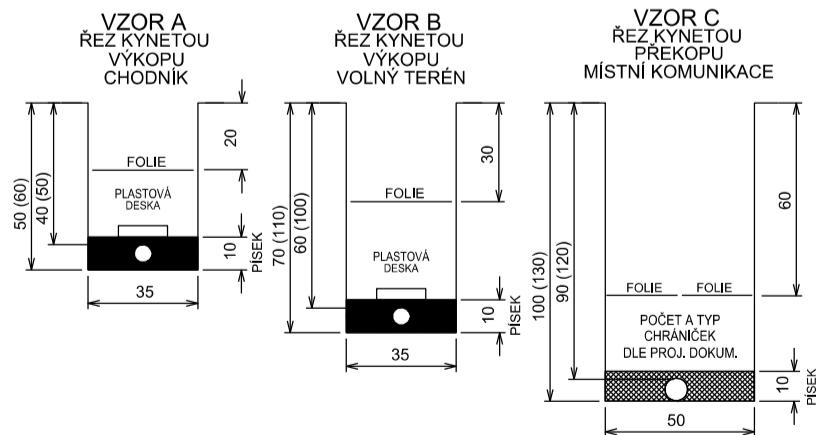 VZOR A
ŘEZ KYNETOU
VÝKOPU
CHODNÍK
50 (60)
40 (50)
20
FOLIE
PLASTOVÁ
DESKA
10
PÍSEK
35
VZOR B
ŘEZ KYNETOU
VÝKOPU
VOLNÝ TERÉN
70 (110)
60 (100)
30
FOLIE
PLASTOVÁ
DESKA
10
PÍSEK
35
VZOR C
ŘEZ KYNETOU
PŘEKOPU
MÍSTNÍ KOMUNIKACE
100 (130)
90 (120)
60
FOLIE FOLIE
POČET A TYP
CHRÁNIČEK
DLE PROJ. DOKUM.
10
PÍSEK
50